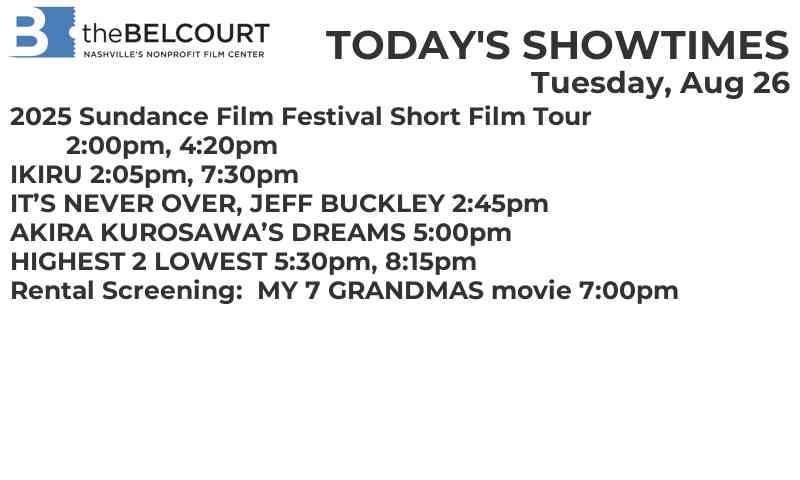 B theBELCOURT
NASHVILLE'S NONPROFIT FILM CENTER
TODAY'S SHOWTIMES
Tuesday, Aug 26
2025 Sundance Film Festival Short Film Tour
2:00pm, 4:20pm
IKIRU 2:05pm, 7:30pm
IT’S NEVER OVER, JEFF BUCKLEY 2:45pm
AKIRA KUROSAWA’S DREAMS 5:00pm
HIGHEST 2 LOWEST 5:30pm, 8:15pm
Rental Screening:  MY 7 GRANDMAS movie 7:00pm